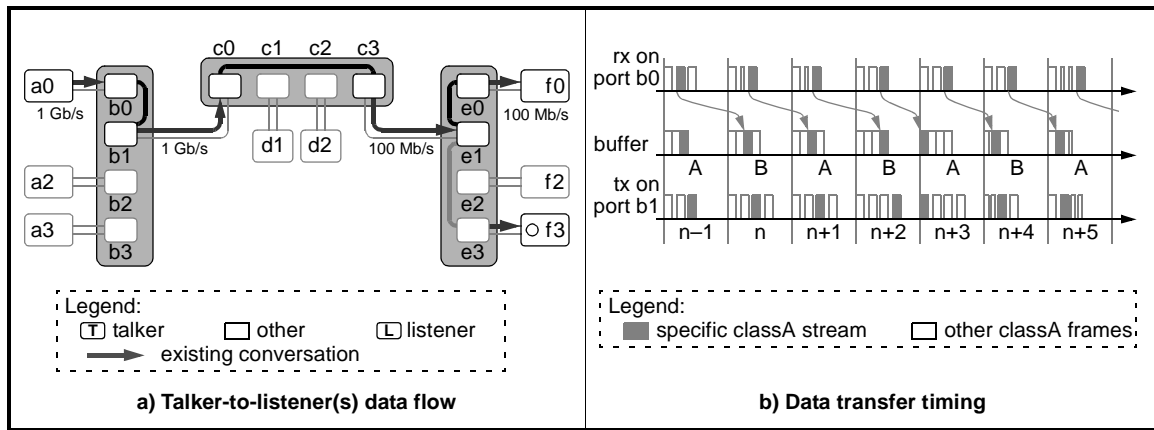 c0 c1 c2 c3
a0 b0 e0 f0
1 Gb/s 100 Mb/s
b1 1 Gb/s d1 d2 100 Mb/s e1
a2 b2 e2 f2
a3 b3 e3 f3
Legend:
T talker other L listener
existing conversation
a) Talker-to-listener(s) data flow
rx on
port b0
buffer
A B A B A B A
tx on
port b1
n–1 n n+1 n+2 n+3 n+4 n+5
Legend:
specific classA stream other classA frames
b) Data transfer timing